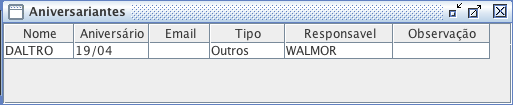 Aniversariantes
Nome Aniversário Email Tipo Responsavel Observação
DALTRO 19/04 Outros WALMOR